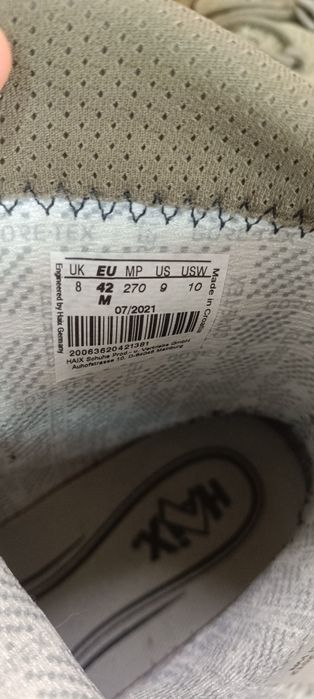 GORE-TEX
UK EU MP US USW
8 42 270 9 10
M
07/2021
20063620421391
HAIX Schuhe Prod.- u. Vertriebs GmbH
Auhofstrasse 10, D-84048 Mainburg
Engineered by Haix Germany
Made in Croatia
HAIX